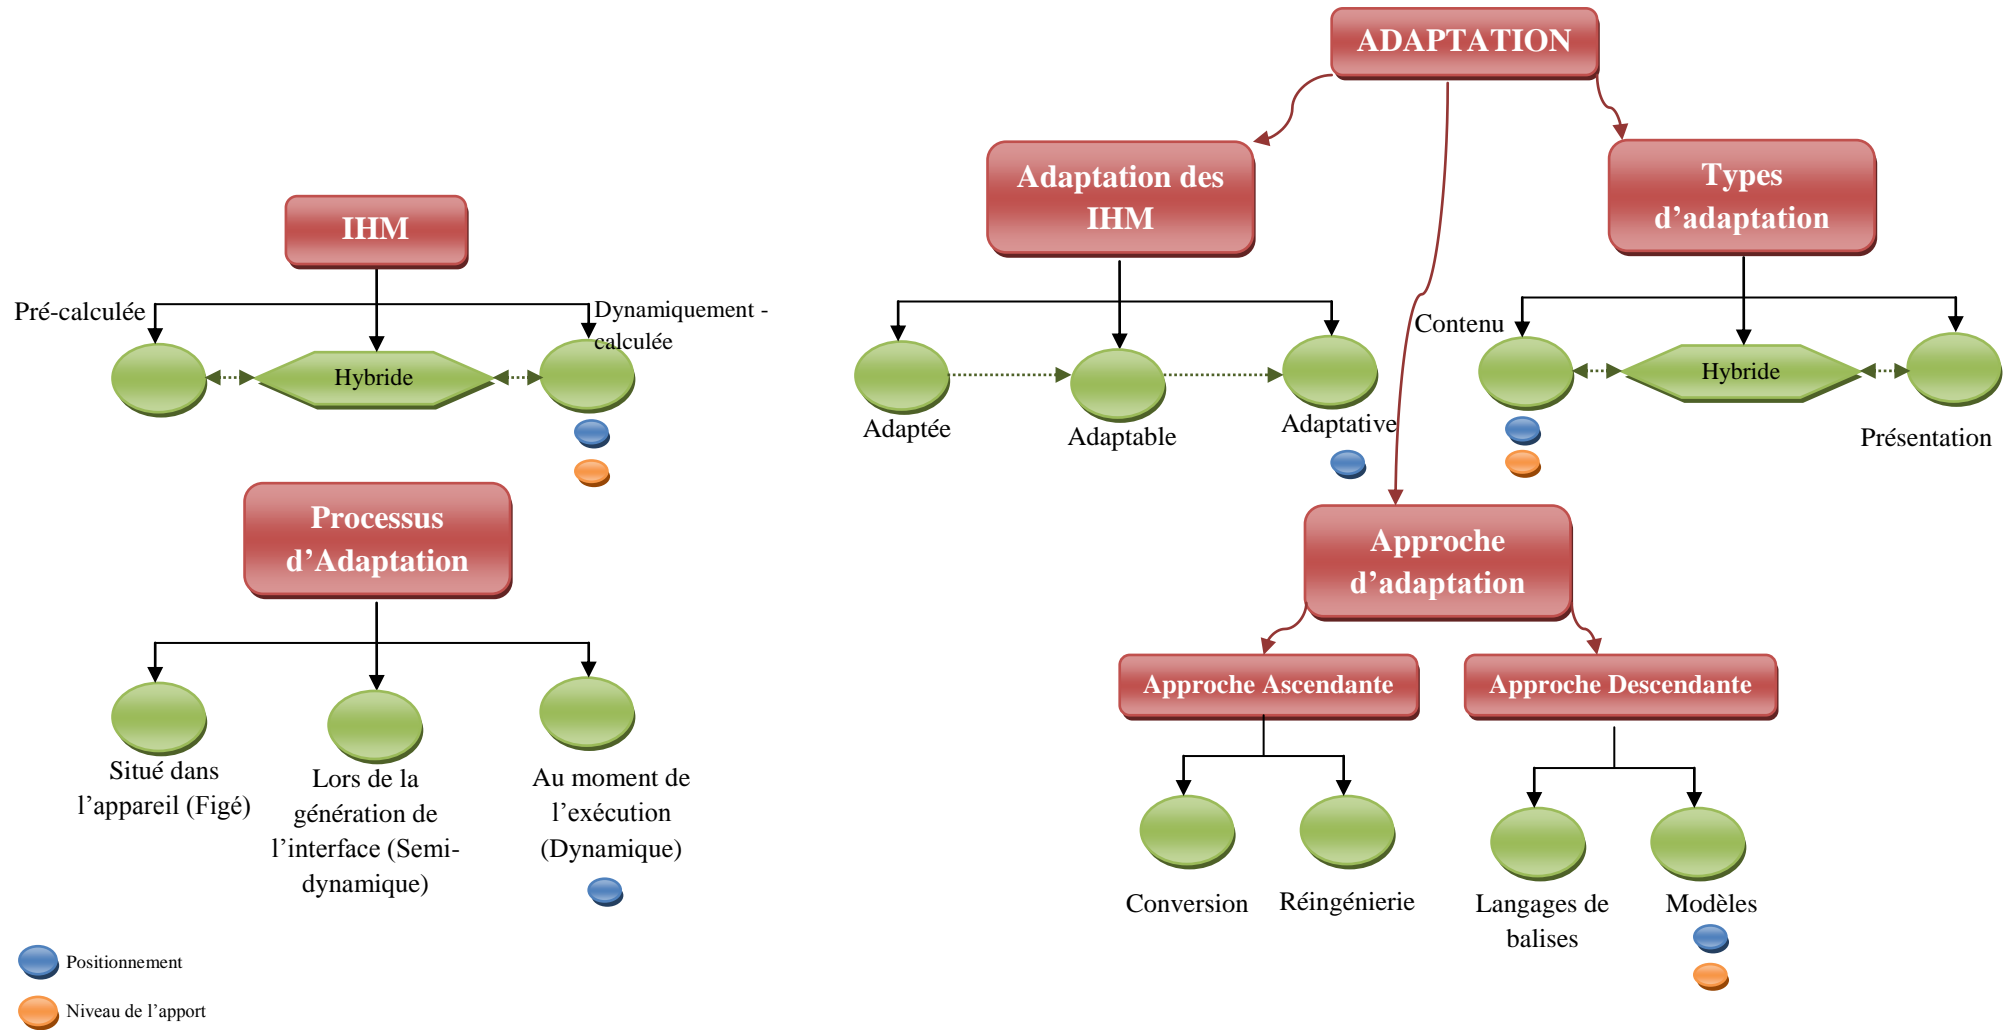 ADAPTATION
Adaptation des
IHM
Types
d'adaptation
IHM
Pré-calculée
Dynamiquement -
calculée
Hybride
Contenu
Hybride
Adaptée
Adaptable
Adaptative
Présentation
Processus
d'Adaptation
Approche
d'adaptation
Approche Ascendante
Approche Descendante
Situé dans
l'appareil (Figé)
Lors de la
génération de
l'interface (Semi-
dynamique)
Au moment de
l'exécution
(Dynamique)
Conversion
Réingénierie
Langages de
balises
Modèles
Positionnement
Niveau de l'apport